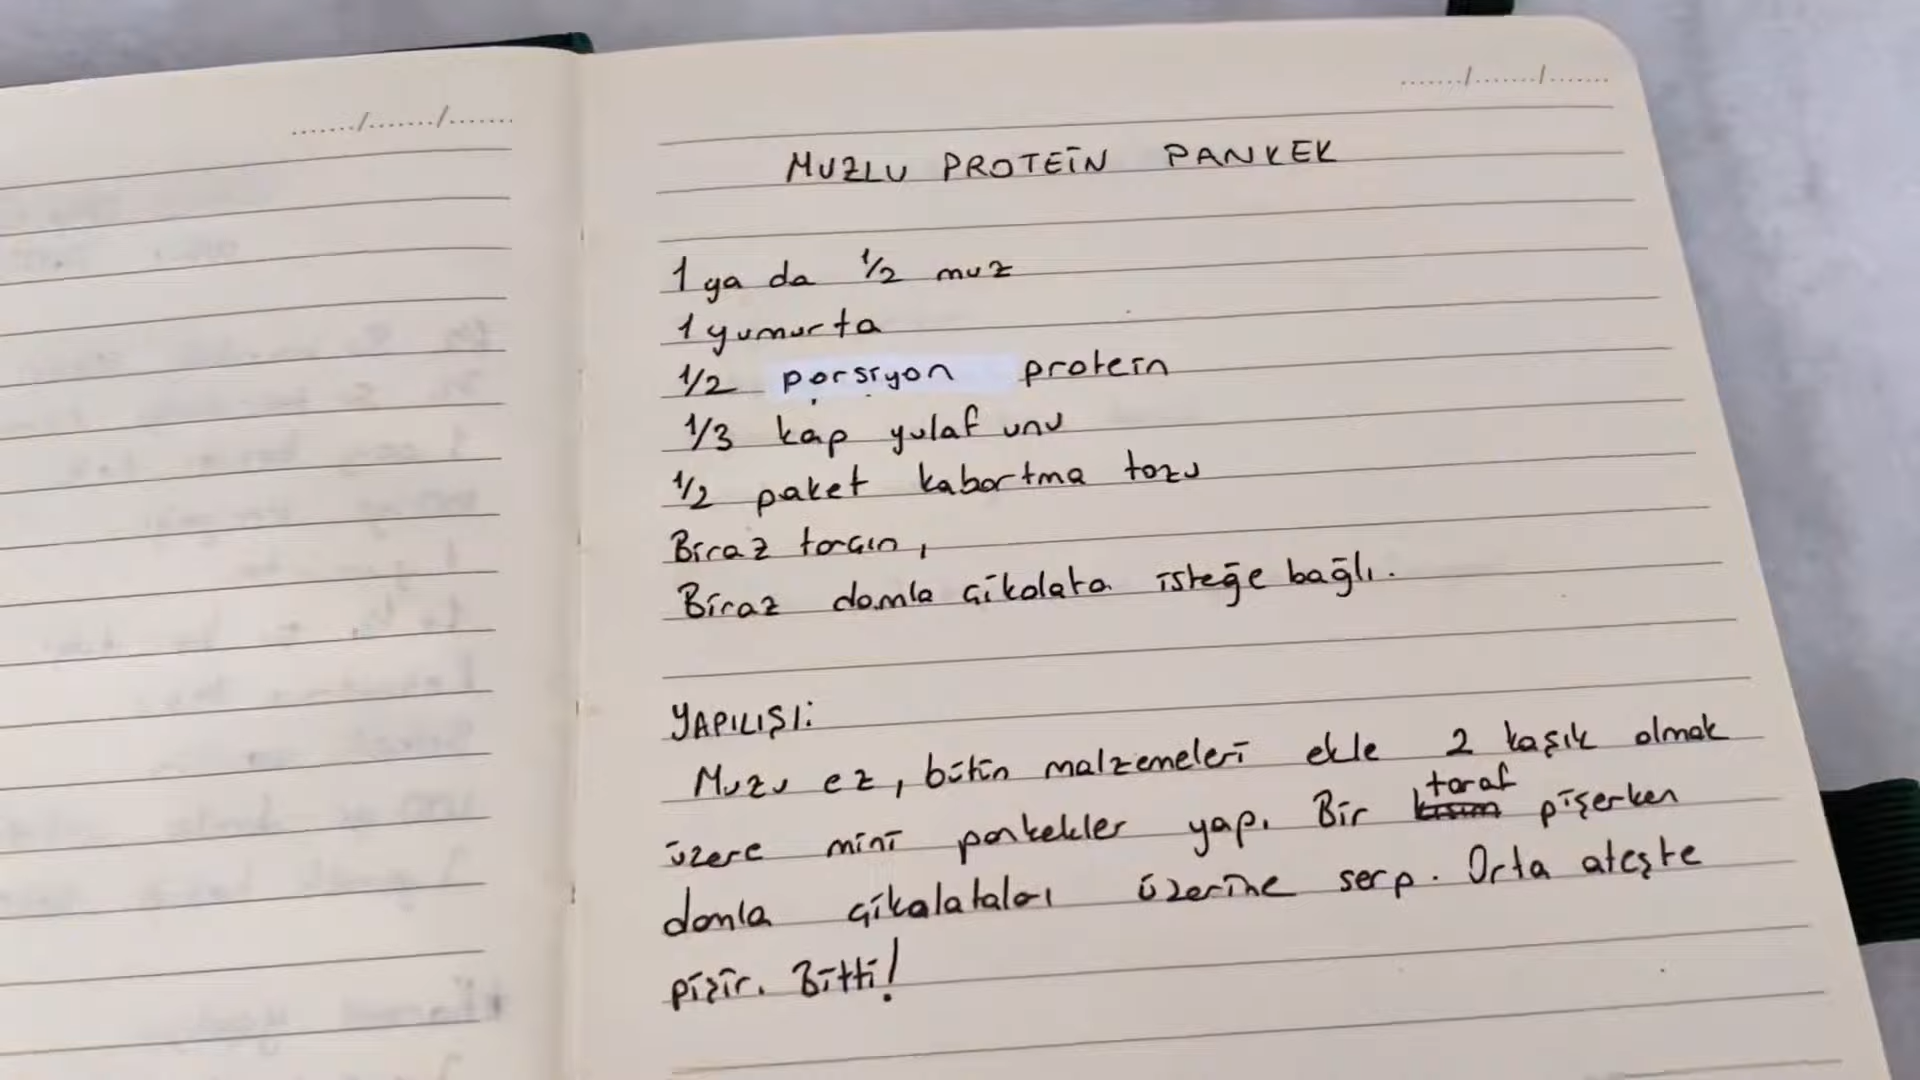 MUZLU PROTEİN PANKEK
1 ya da 1/2 muz
1 yumurta
1/2 porsiyon protein
1/3 kap yulaf unu
1/2 paket kabartma tozu
Biraz tarçın,
Biraz damla çikolata isteğe bağlı.
YAPILIŞI:
Muzu ez, bütün malzemeleri ekle 2 kaşık olmak
üzere mini pankekler yap. Bir kısım taraf pişerken
damla çikolataları üzerine serp. Orta ateşte
pişir. Bitti!